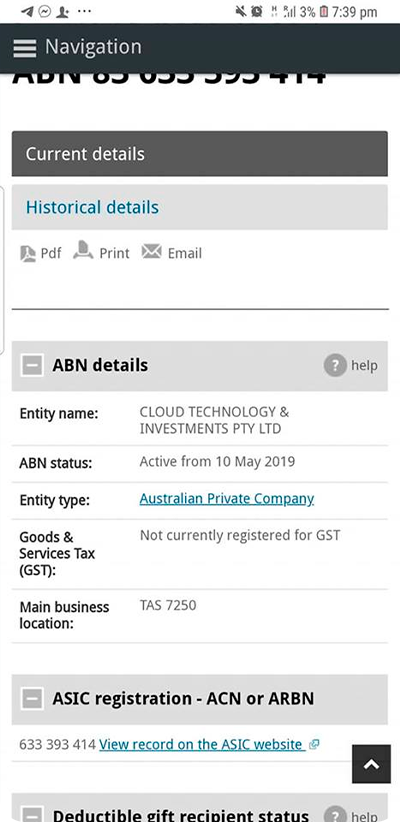 3% 7:39 pm
Navigation
ABN 83 633 393 414
Current details
Historical details
Pdf Print Email
ABN details ? help
Entity name: CLOUD TECHNOLOGY &
INVESTMENTS PTY LTD
ABN status: Active from 10 May 2019
Entity type: Australian Private Company
Goods & Not currently registered for GST
Services Tax
(GST):
Main business TAS 7250
location:
ASIC registration - ACN or ARBN
633 393 414 View record on the ASIC website
Deductible gift recipient status ? help